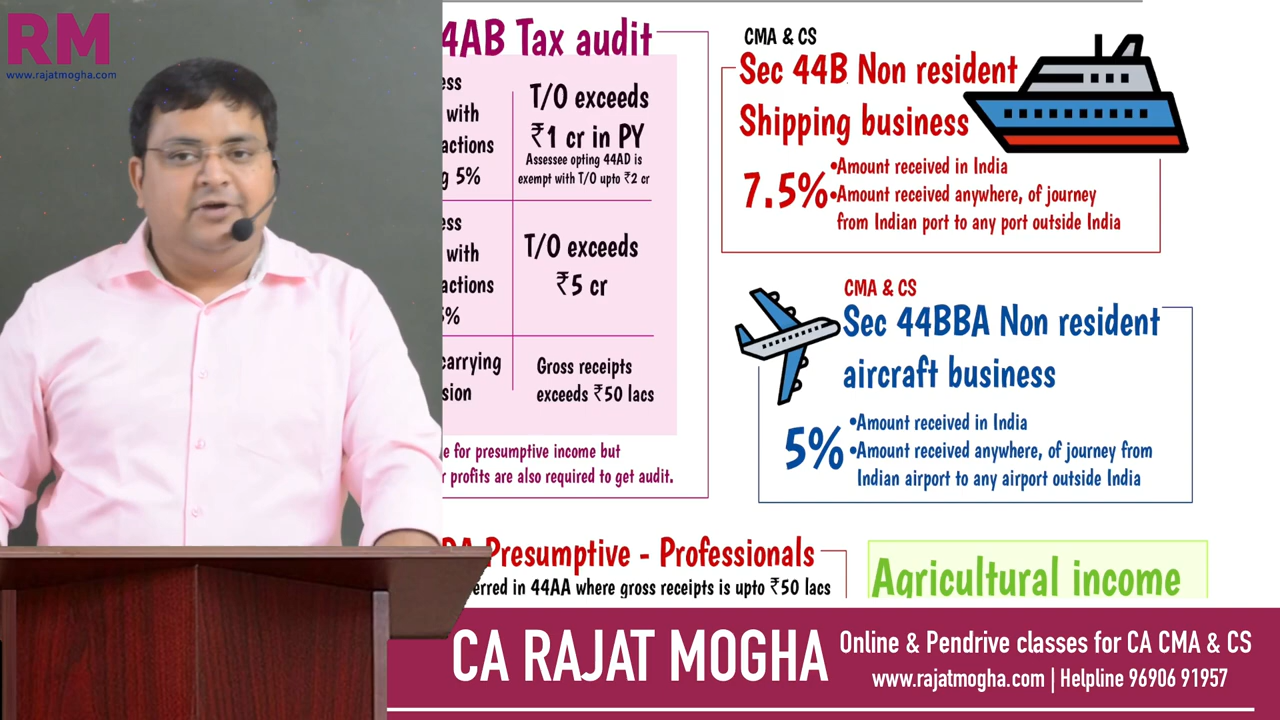 RM
www.rajatmogha.com
4AB Tax audit
ess
with
actions
g 5%
T/O exceeds
₹1 cr in PY
Assessee opting 44AD is
exempt with T/O upto ₹2 cr
ess
with
actions
5%
T/O exceeds
₹5 cr
carrying
sion
Gross receipts
exceeds ₹50 lacs
e for presumptive income but
r profits are also required to get audit.
CMA & CS
Sec 44B Non resident
Shipping business
7.5%
•Amount received in India
•Amount received anywhere, of journey
from Indian port to any port outside India
CMA & CS
Sec 44BBA Non resident
aircraft business
5%
•Amount received in India
•Amount received anywhere, of journey from
Indian airport to any airport outside India
DA Presumptive - Professionals
erred in 44AA where gross receipts is upto ₹50 lacs
Agricultural income
CA RAJAT MOGHA
Online & Pendrive classes for CA CMA & CS
www.rajatmogha.com | Helpline 96906 91957